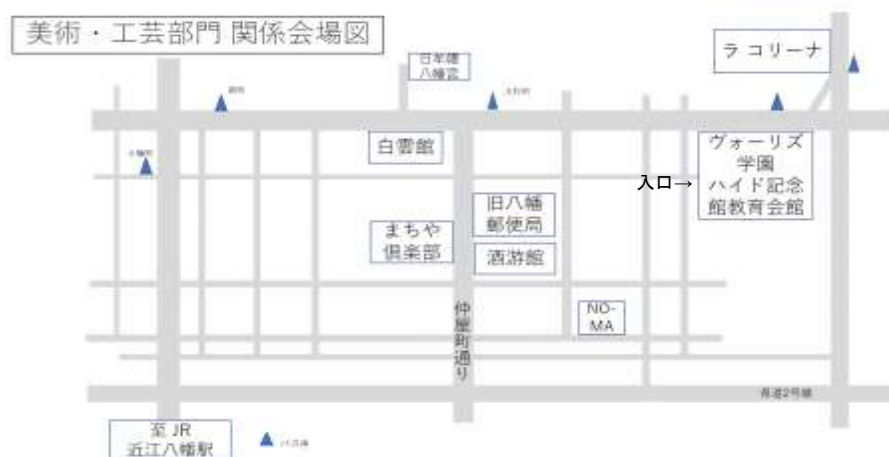 美術・工芸部門 関係会場図
日牟禮
八幡宮
ラ コリーナ
白雲館
ヴォーリズ
学園
ハイド記念
館教育会館
入口→
旧八幡
郵便局
まちや
倶楽部
酒游館
NO-
MA
仲屋町通り
県道2号線
至 JR
近江八幡駅
バス停